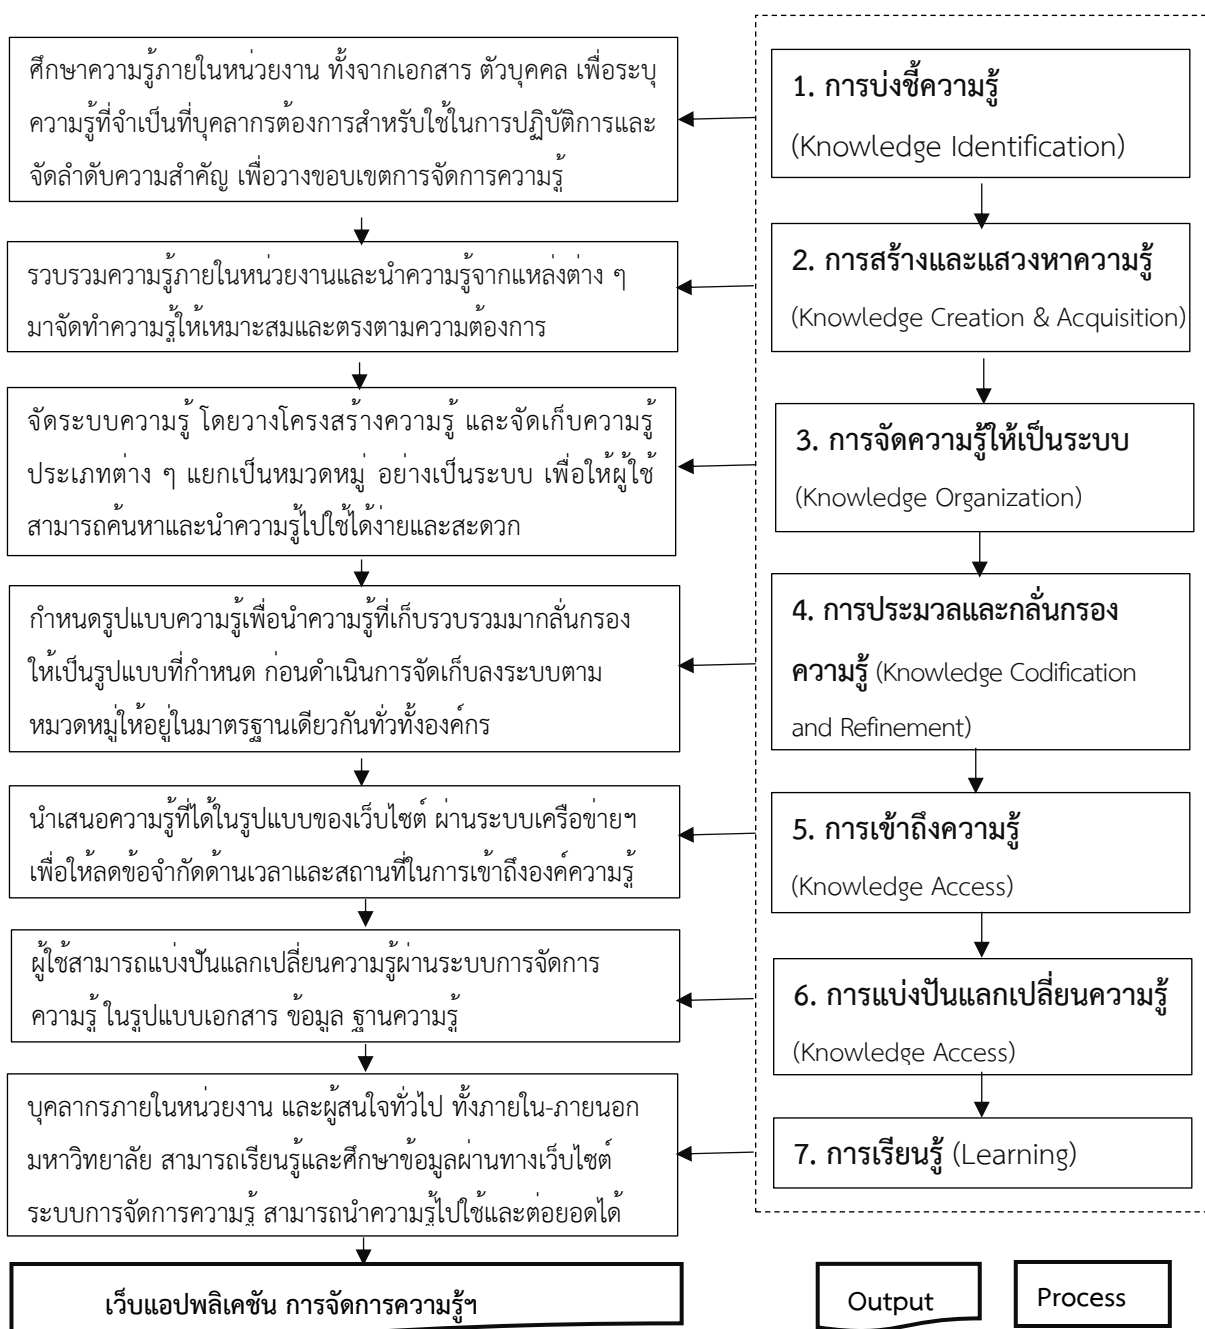 ศึกษาความรู้ภายในหน่วยงาน ทั้งจากเอกสาร ตัวบุคคล เพื่อระบุ
ความรู้ที่จำเป็นที่บุคลากรต้องการสำหรับใช้ในการปฏิบัติการและ
จัดลำดับความสำคัญ เพื่อวางขอบเขตการจัดการความรู้
1. การบ่งชี้ความรู้
(Knowledge Identification)
รวบรวมความรู้ภายในหน่วยงานและนำความรู้จากแหล่งต่าง ๆ
มาจัดทำความรู้ให้เหมาะสมและตรงตามความต้องการ
2. การสร้างและแสวงหาความรู้
(Knowledge Creation & Acquisition)
จัดระบบความรู้ โดยวางโครงสร้างความรู้ และจัดเก็บความรู้
ประเภทต่าง ๆ แยกเป็นหมวดหมู่ อย่างเป็นระบบ เพื่อให้ผู้ใช้
สามารถค้นหาและนำความรู้ไปใช้ได้ง่ายและสะดวก
3. การจัดความรู้ให้เป็นระบบ
(Knowledge Organization)
กำหนดรูปแบบความรู้เพื่อนำความรู้ที่เก็บรวบรวมมากลั่นกรอง
ให้เป็นรูปแบบที่กำหนด ก่อนดำเนินการจัดเก็บลงระบบตาม
หมวดหมู่ให้อยู่ในมาตรฐานเดียวกันทั่วทั้งองค์กร
4. การประมวลและกลั่นกรอง
ความรู้ (Knowledge Codification
and Refinement)
นำเสนอความรู้ที่ได้ในรูปแบบของเว็บไซต์ ผ่านระบบเครือข่ายฯ
เพื่อให้ลดข้อจำกัดด้านเวลาและสถานที่ในการเข้าถึงองค์ความรู้
5. การเข้าถึงความรู้
(Knowledge Access)
ผู้ใช้สามารถแบ่งปันแลกเปลี่ยนความรู้ผ่านระบบการจัดการ
ความรู้ ในรูปแบบเอกสาร ข้อมูล ฐานความรู้
6. การแบ่งปันแลกเปลี่ยนความรู้
(Knowledge Access)
บุคลากรภายในหน่วยงาน และผู้สนใจทั่วไป ทั้งภายใน-ภายนอก
มหาวิทยาลัย สามารถเรียนรู้และศึกษาข้อมูลผ่านทางเว็บไซต์
ระบบการจัดการความรู้ สามารถนำความรู้ไปใช้และต่อยอดได้
7. การเรียนรู้ (Learning)
เว็บแอปพลิเคชัน การจัดการความรู้ฯ
Output
Process